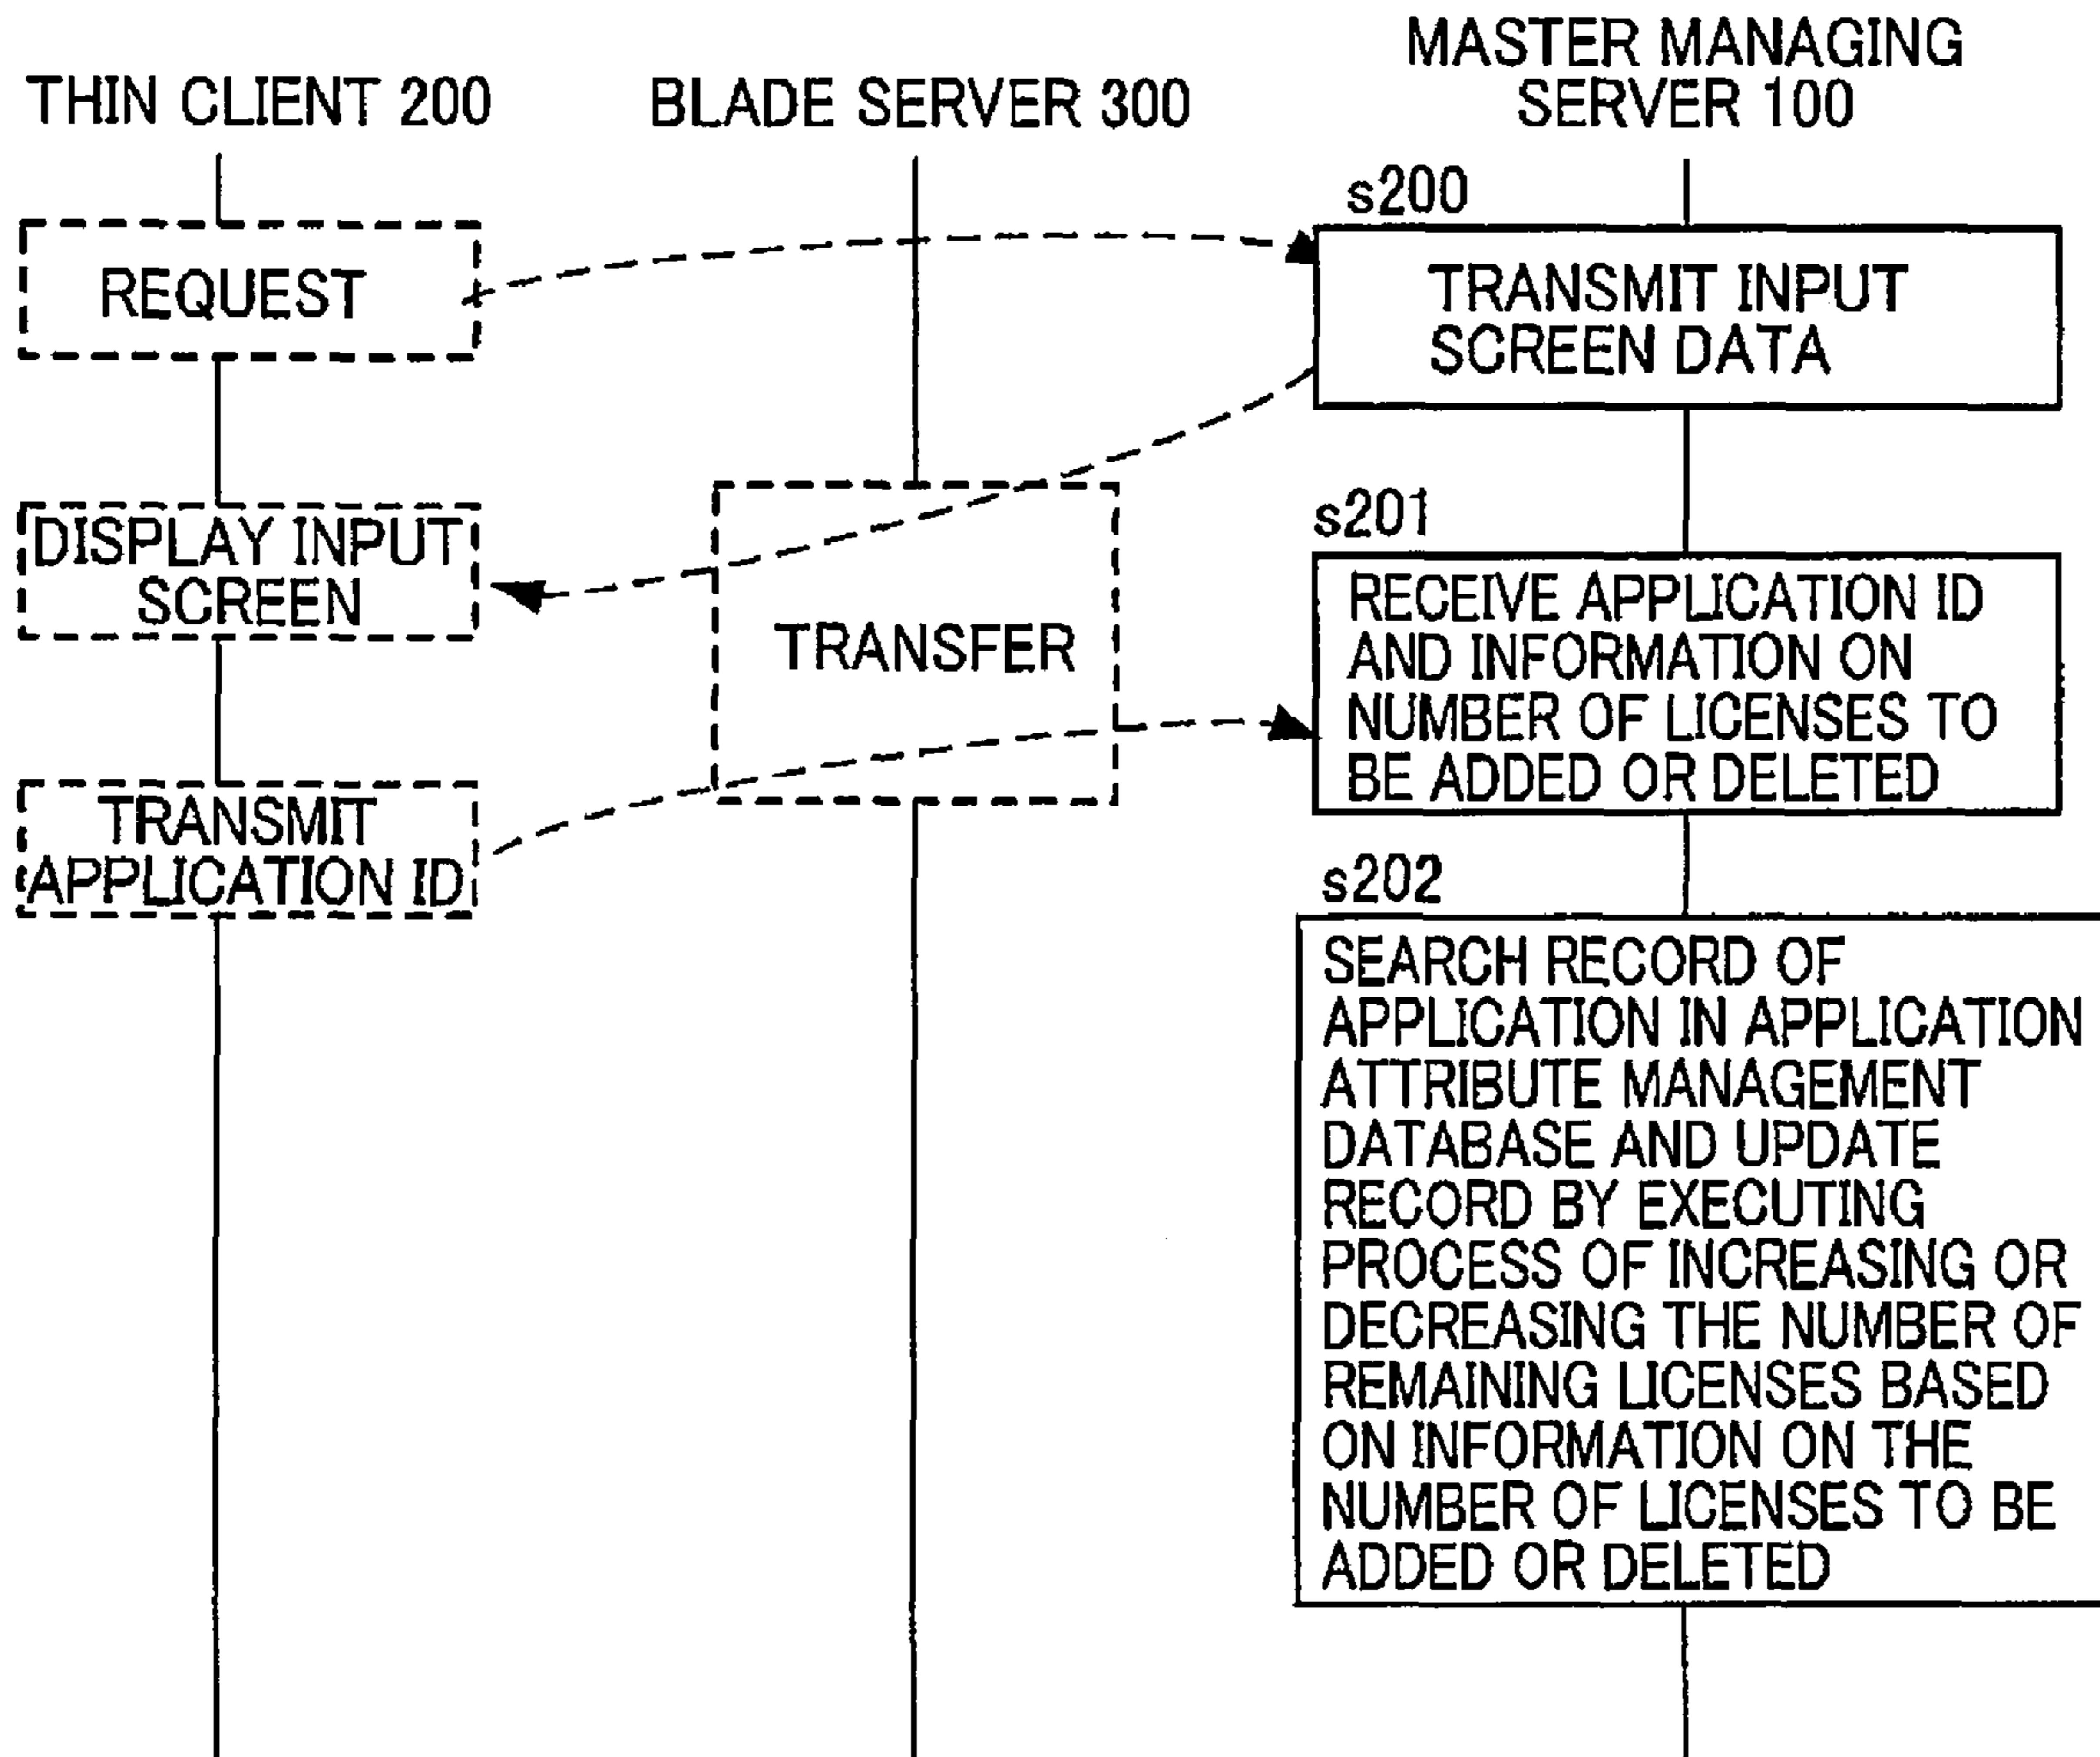 THIN CLIENT 200
BLADE SERVER 300
MASTER MANAGING
SERVER 100
s200
REQUEST
TRANSMIT INPUT
SCREEN DATA
DISPLAY INPUT
SCREEN
TRANSFER
s201
RECEIVE APPLICATION ID
AND INFORMATION ON
NUMBER OF LICENSES TO
BE ADDED OR DELETED
TRANSMIT
APPLICATION ID
s202
SEARCH RECORD OF
APPLICATION IN APPLICATION
ATTRIBUTE MANAGEMENT
DATABASE AND UPDATE
RECORD BY EXECUTING
PROCESS OF INCREASING OR
DECREASING THE NUMBER OF
REMAINING LICENSES BASED
ON INFORMATION ON THE
NUMBER OF LICENSES TO BE
ADDED OR DELETED